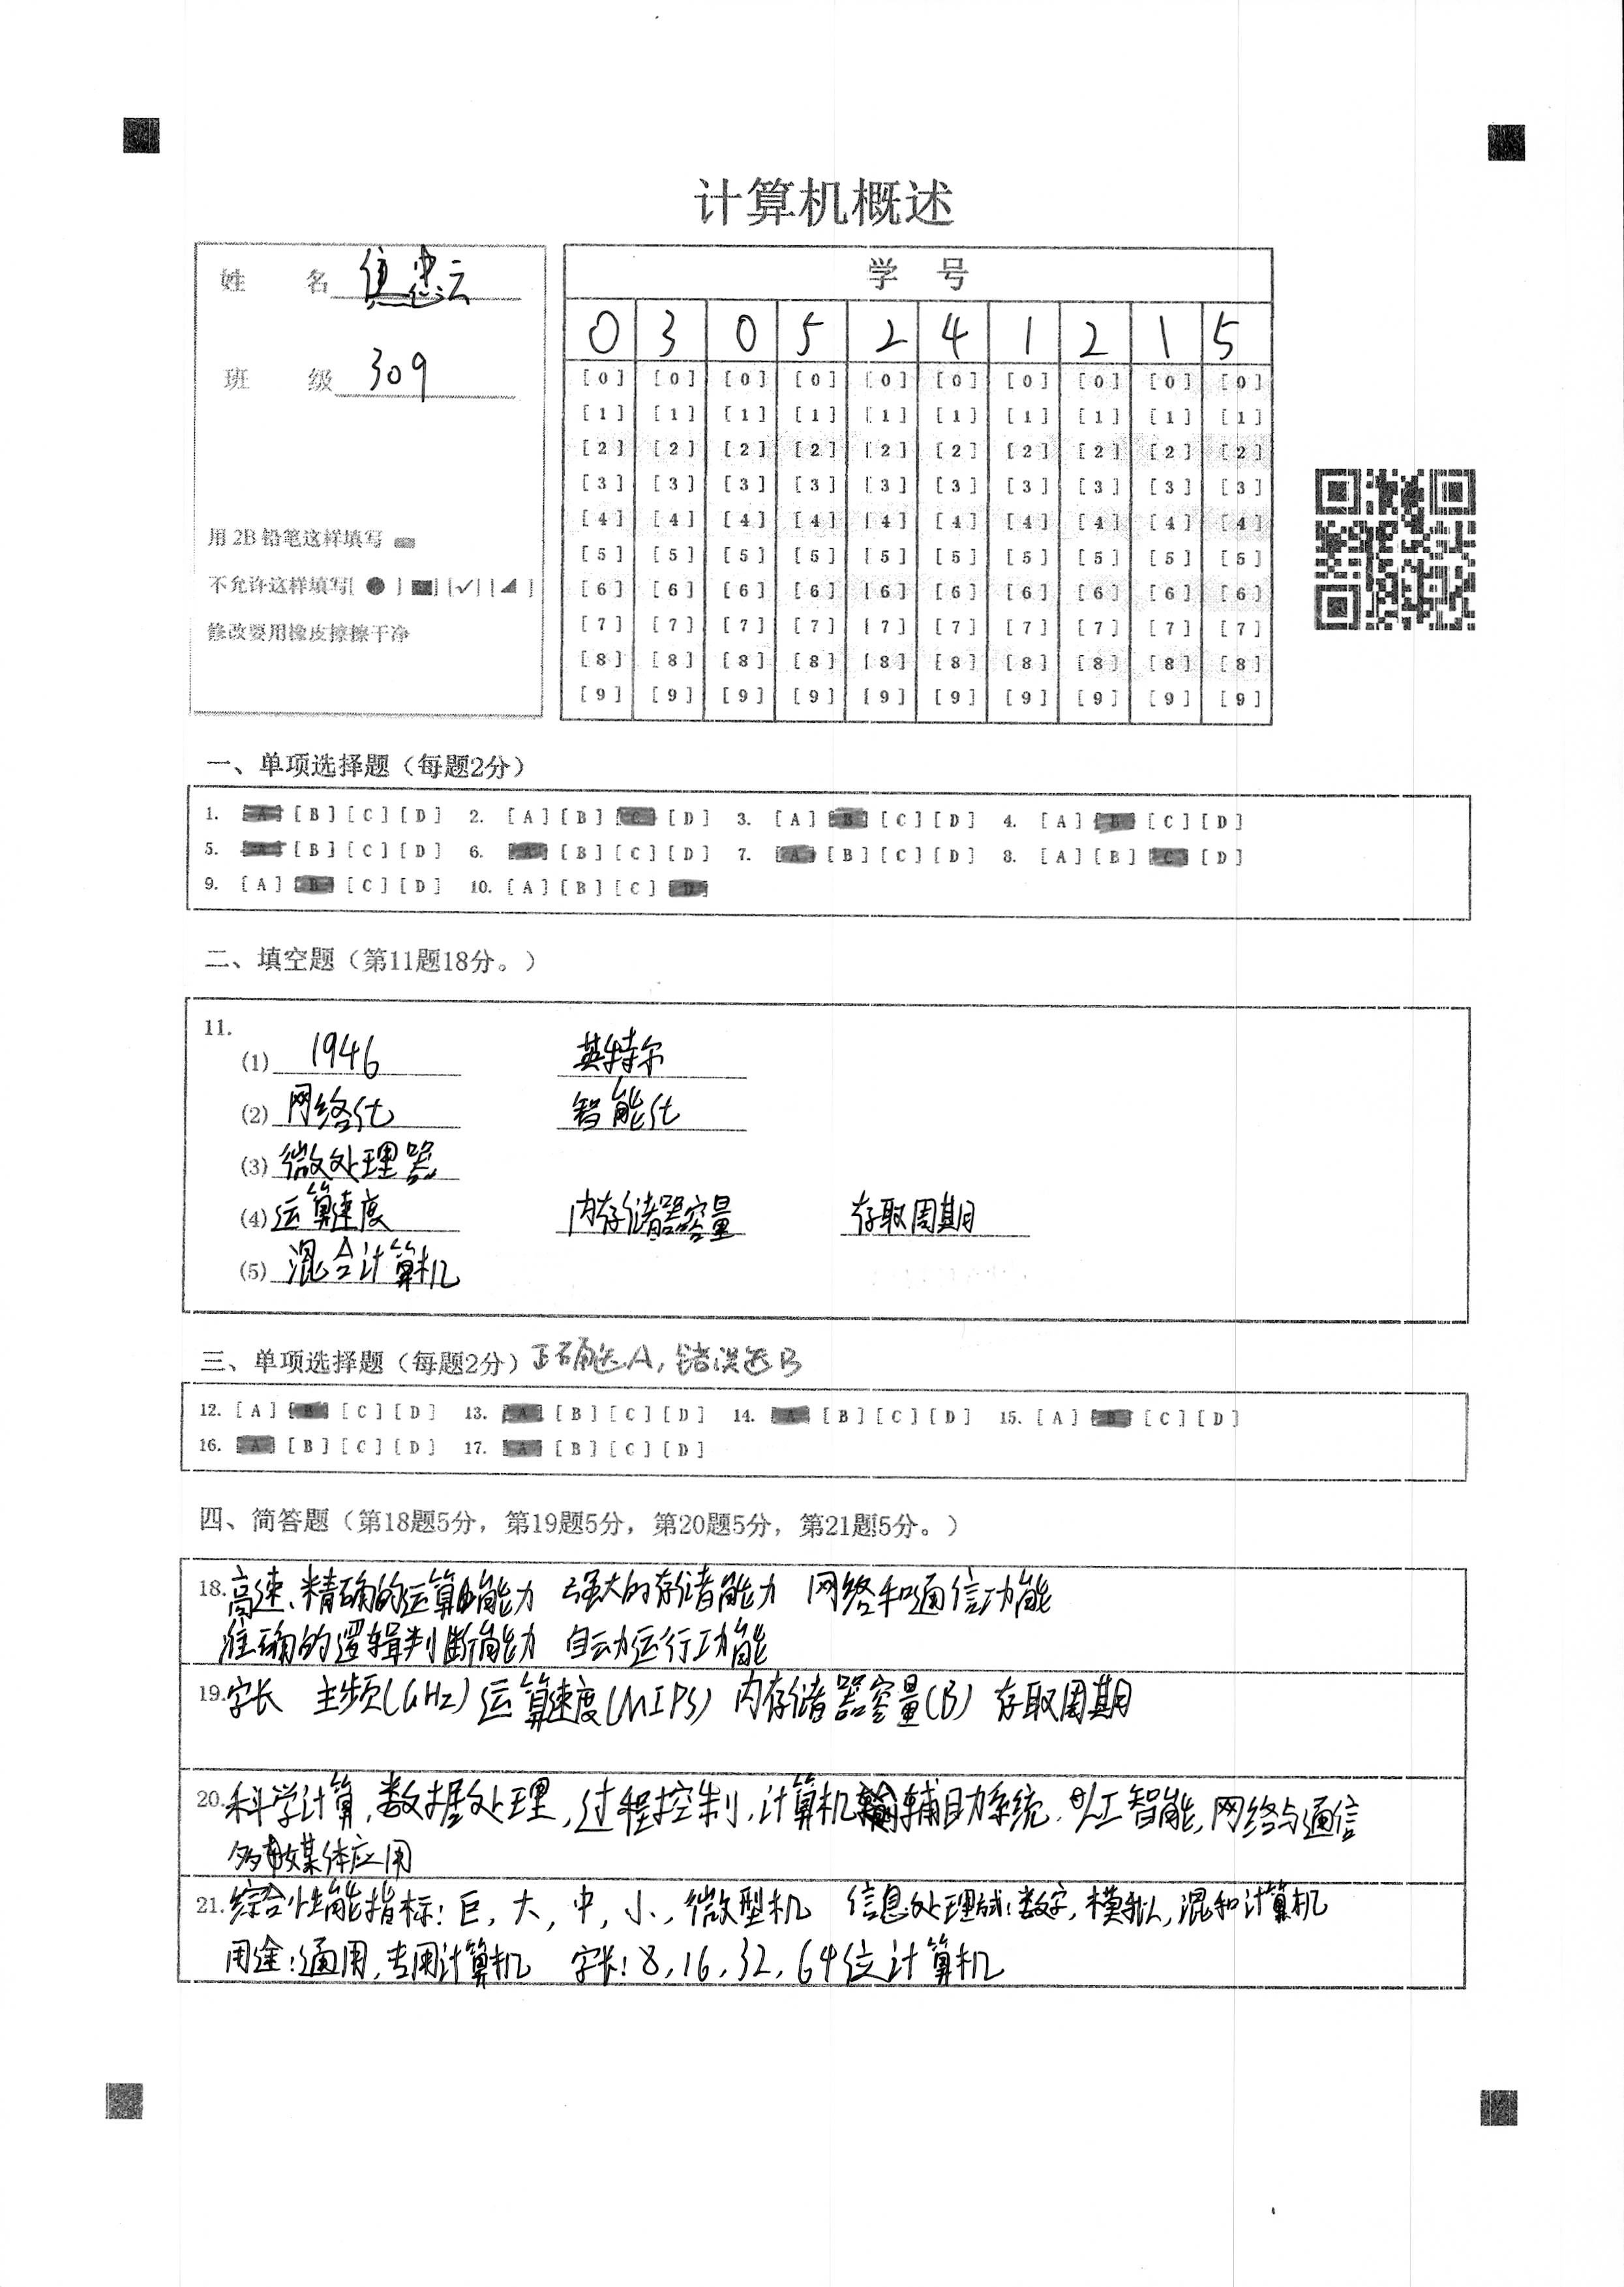 计算机概述
姓 名
班 级 309
用 2B 铅笔这样填写
不允许这样填写[ ● ] [■] [✓] [◢ ]
修改要用橡皮擦擦干净
学 号
0 3 0 5 2 4 1 2 1 5
[0] [0] [0] [0] [0] [0] [0] [0] [0] [0]
[1] [1] [1] [1] [1] [1] [1] [1] [1] [1]
[2] [2] [2] [2] [2] [2] [2] [2] [2] [2]
[3] [3] [3] [3] [3] [3] [3] [3] [3] [3]
[4] [4] [4] [4] [4] [4] [4] [4] [4] [4]
[5] [5] [5] [5] [5] [5] [5] [5] [5] [5]
[6] [6] [6] [6] [6] [6] [6] [6] [6] [6]
[7] [7] [7] [7] [7] [7] [7] [7] [7] [7]
[8] [8] [8] [8] [8] [8] [8] [8] [8] [8]
[9] [9] [9] [9] [9] [9] [9] [9] [9] [9]
一、单项选择题（每题2分）
1. [A] [B] [C] [D] 2. [A] [B] [C] [D] 3. [A] [B] [C] [D] 4. [A] [B] [C] [D]
5. [A] [B] [C] [D] 6. [A] [B] [C] [D] 7. [A] [B] [C] [D] 8. [A] [B] [C] [D]
9. [A] [B] [C] [D] 10. [A] [B] [C] [D]
二、填空题（第11题18分。）
11.
(1) 1946 英特尔
(2) 网络化 智能化
(3) 微处理器
(4) 运算速度 内存储器容量 存取周期
(5) 混合计算机
三、单项选择题（每题2分）正确选A，错误选B
12. [A] [B] [C] [D] 13. [A] [B] [C] [D] 14. [A] [B] [C] [D] 15. [A] [B] [C] [D]
16. [A] [B] [C] [D] 17. [A] [B] [C] [D]
四、简答题（第18题5分，第19题5分，第20题5分，第21题5分。）
18. 高速、精确的运算能力 强大的存储能力 网络和通信功能
准确的逻辑判断能力 自动运行功能
19. 字长 主频(GHz) 运算速度(MIPS) 内存储器容量(B) 存取周期
20. 科学计算，数据处理，过程控制，计算机辅助系统，人工智能，网络与通信
多媒体应用
21. 综合性能指标：巨，大，中，小，微型机 信息处理方式：数字，模拟，混和计算机
用途：通用，专用计算机 字长：8，16，32，64位计算机